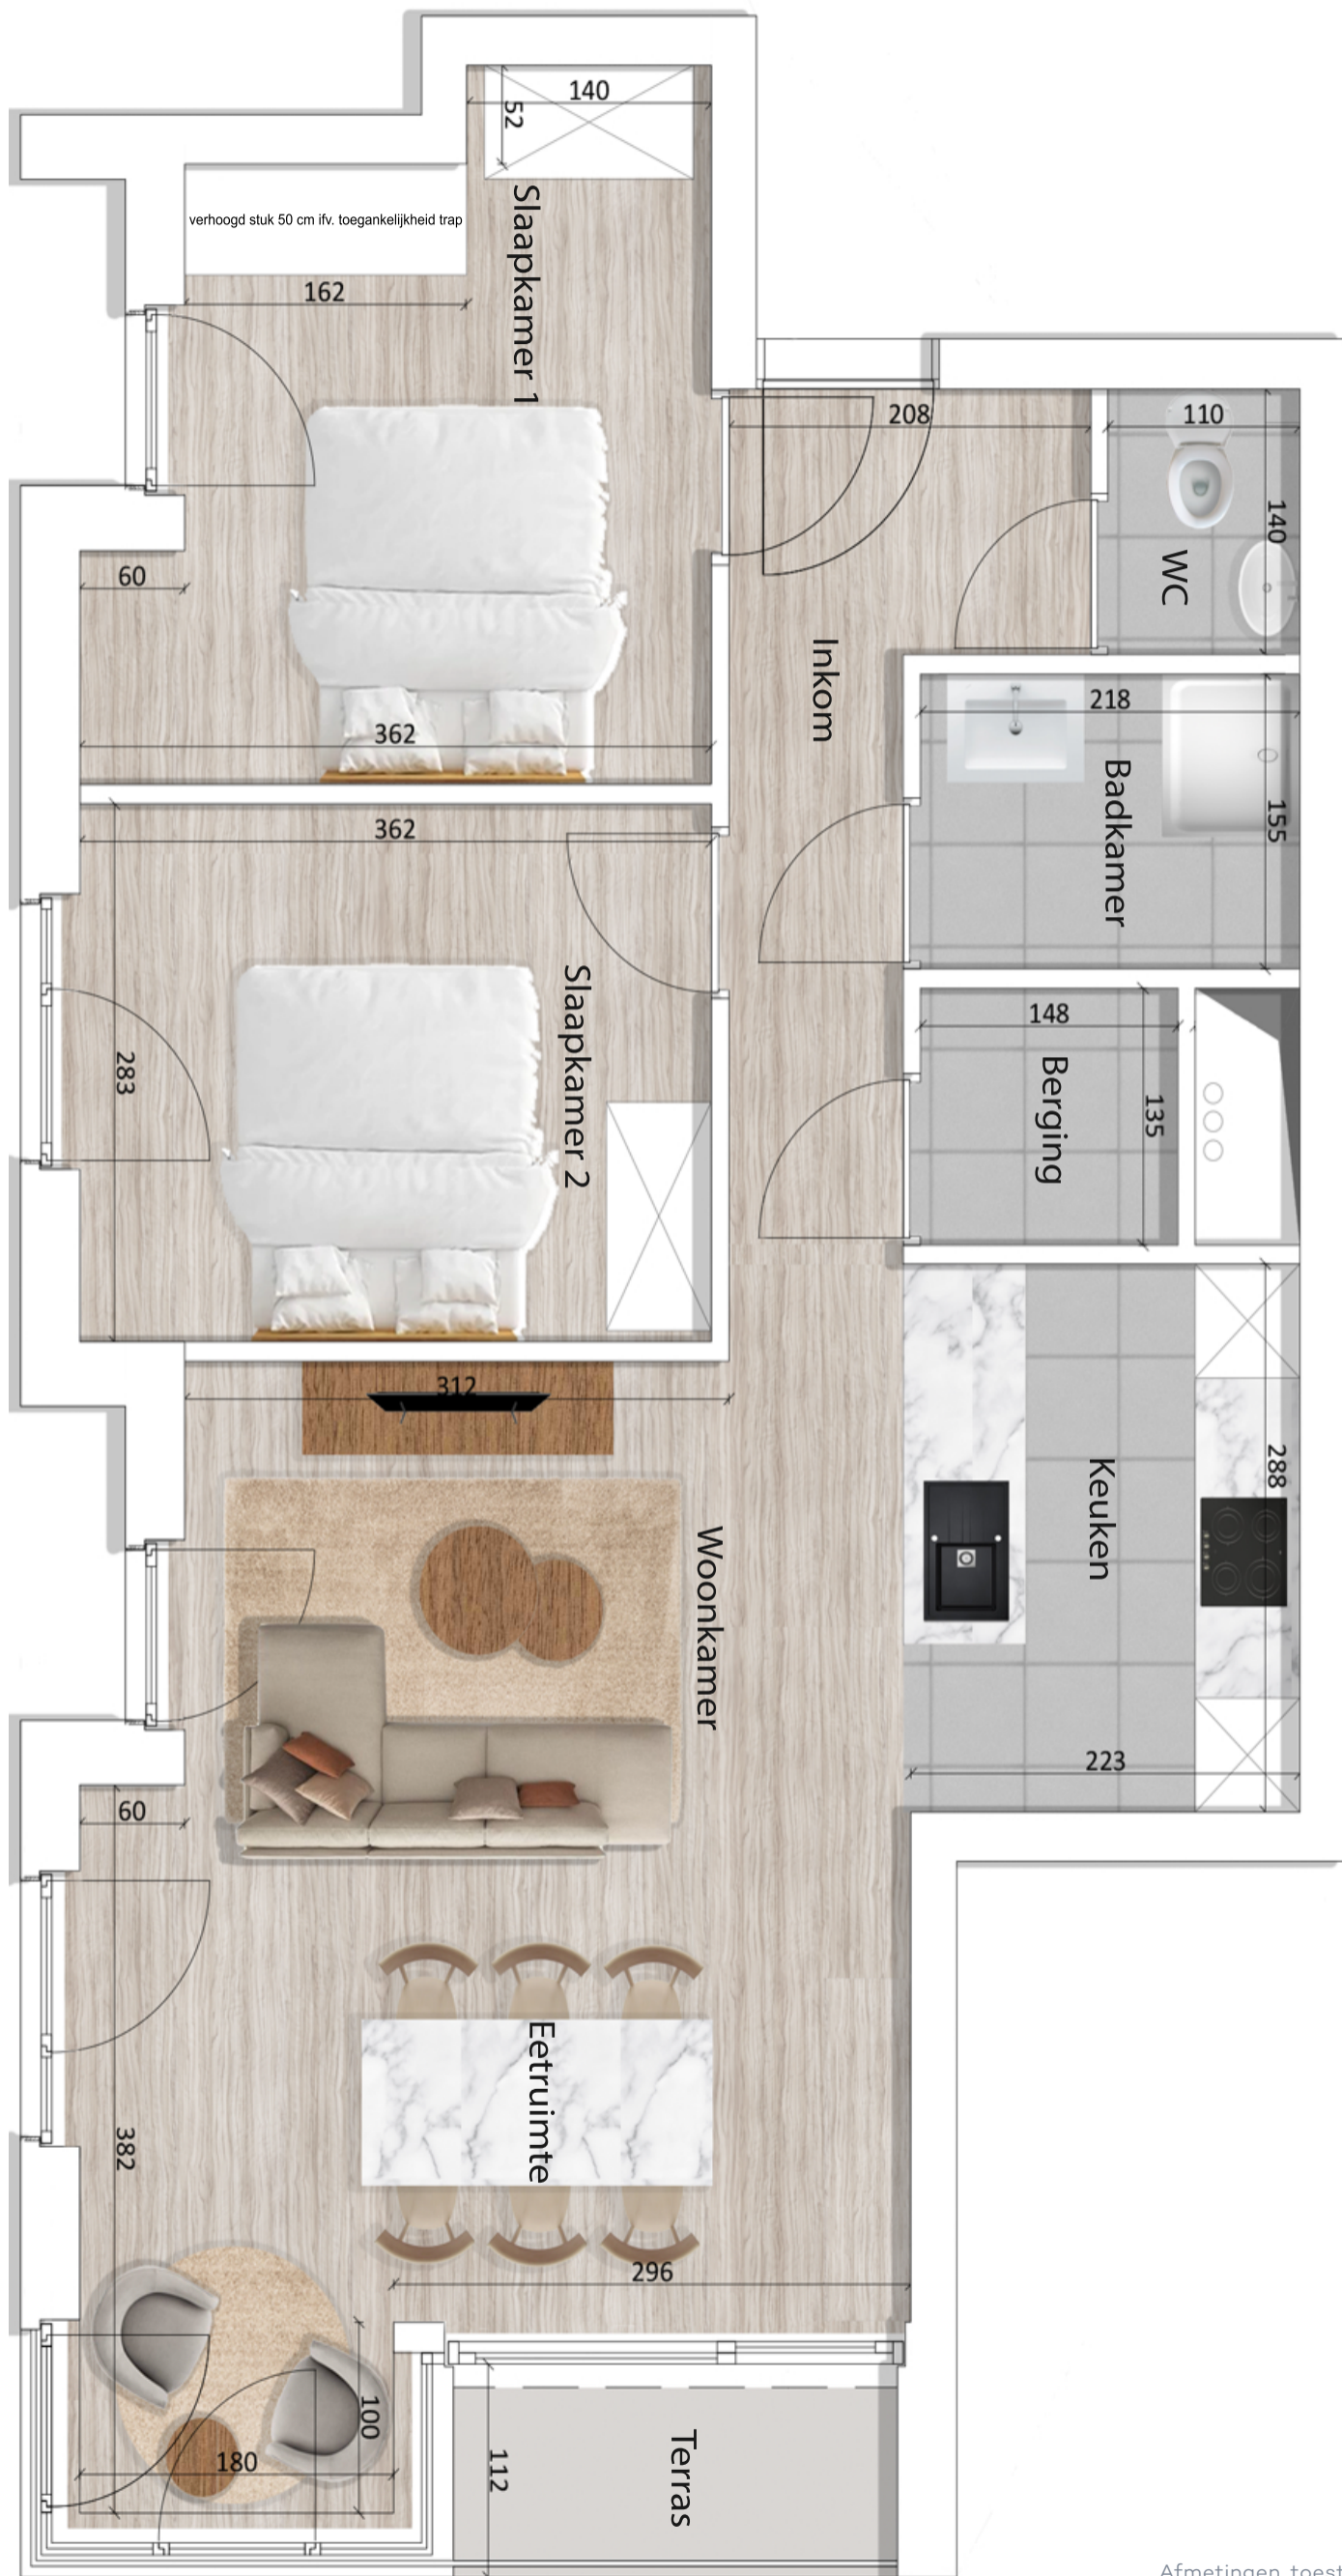 140
52
Slaapkamer 1
verhoogd stuk 50 cm ifv. toegankelijkheid trap
162
208
110
140
WC
60
Inkom
218
362
Badkamer
155
362
Slaapkamer 2
148
283
Berging
135
312
Keuken
288
Woonkamer
223
60
Eetruimte
382
296
100
180
112
Terras
Afmetingen, toest